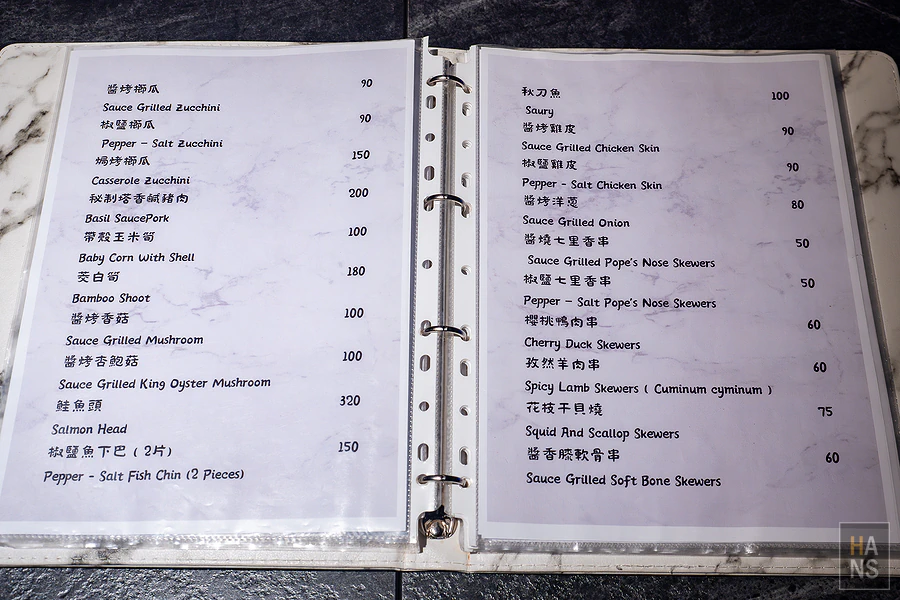 醬烤櫛瓜 90
Sauce Grilled Zucchini
椒鹽櫛瓜 90
Pepper - Salt Zucchini
焗烤櫛瓜 150
Casserole Zucchini
秘制塔香鹹豬肉 200
Basil SaucePork
帶殼玉米筍 100
Baby Corn With Shell
茭白筍 180
Bamboo Shoot
醬烤香菇 100
Sauce Grilled Mushroom
醬烤杏鮑菇 100
Sauce Grilled King Oyster Mushroom
鮭魚頭 320
Salmon Head
椒鹽魚下巴 ( 2片) 150
Pepper - Salt Fish Chin (2 Pieces)
秋刀魚 100
Saury
醬烤雞皮 90
Sauce Grilled Chicken Skin
椒鹽雞皮 90
Pepper - Salt Chicken Skin
醬烤洋蔥 80
Sauce Grilled Onion
醬燒七里香串 50
Sauce Grilled Pope's Nose Skewers
椒鹽七里香串 50
Pepper - Salt Pope's Nose Skewers
櫻桃鴨肉串 60
Cherry Duck Skewers
孜然羊肉串 60
Spicy Lamb Skewers ( Cuminum cyminum )
花枝干貝燒 75
Squid And Scallop Skewers
醬香膝軟骨串 60
Sauce Grilled Soft Bone Skewers
HA
NS